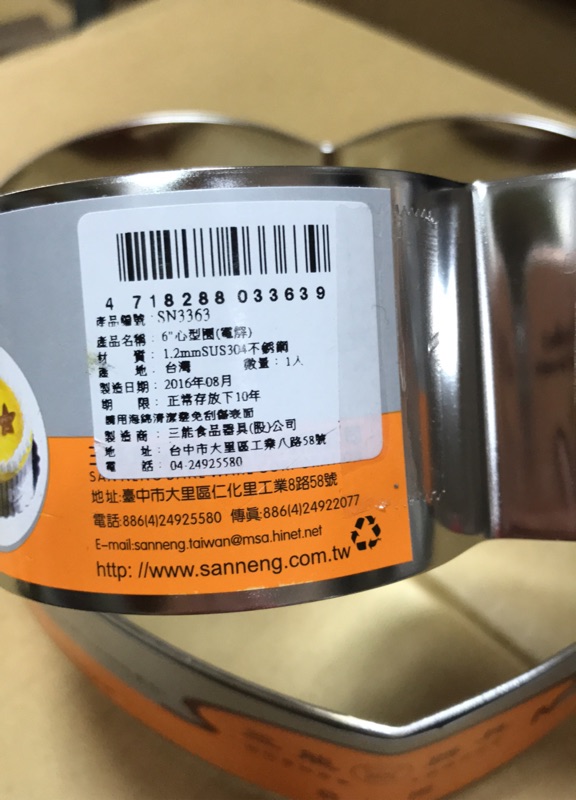 4 718288 033639
產品編號：SN3363
產品名稱：6"心型圈(電解)
材　質：1.2mmSUS304不銹鋼
產　地：台灣　數量：1入
製造日期：2016年08月
期　限：正常存放下10年
請用海綿清潔避免刮傷表面
製造商：三能食品器具(股)公司
地　址：台中市大里區工業八路58號
電　話：04-24925580
地址:臺中市大里區仁化里工業8路58號
電話:886(4)24925580 傳真:886(4)24922077
E-mail:sanneng.taiwan@msa.hinet.net
http: //www.sanneng.com.tw